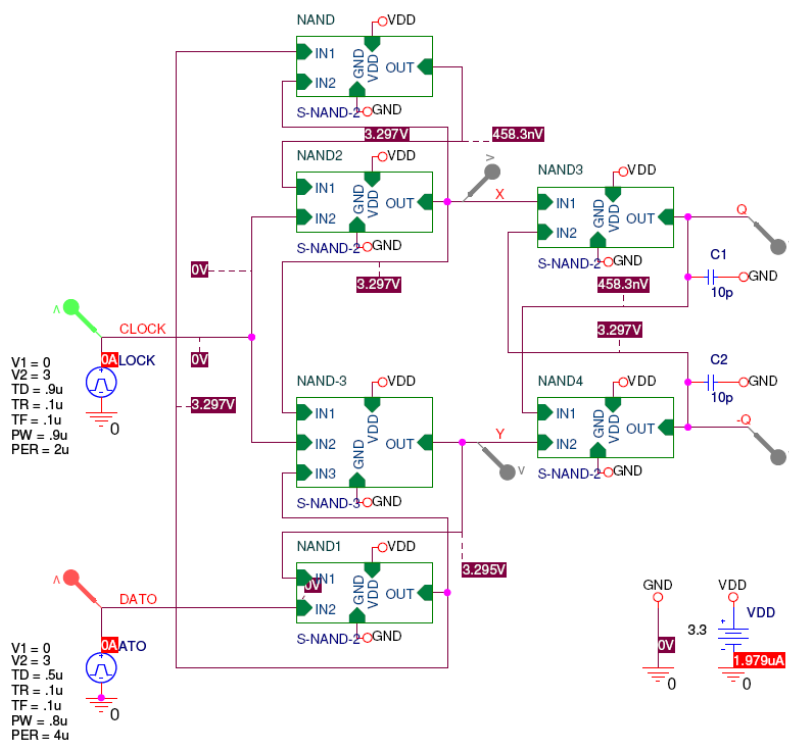 NAND
VDD
IN1
IN2
GND
VDD
OUT
S-NAND-2
GND
3.297V
458.3nV
NAND2
VDD
IN1
IN2
GND
VDD
OUT
S-NAND-2
GND
V
X
NAND3
VDD
IN1
IN2
GND
VDD
OUT
S-NAND-2
GND
Q
C1
10p
GND
0V
3.297V
458.3nV
3.297V
V
CLOCK
0V
0A
LOCK
V1 = 0
V2 = 3
TD = .9u
TR = .1u
TF = .1u
PW = .9u
PER = 2u
0
3.297V
NAND-3
VDD
IN1
IN2
IN3
GND
VDD
OUT
S-NAND-3
GND
Y
V
NAND4
VDD
IN1
IN2
GND
VDD
OUT
S-NAND-2
GND
C2
10p
GND
-Q
NAND1
VDD
IN1
0V
IN2
GND
VDD
OUT
S-NAND-2
GND
3.295V
V
DATO
0A
ATO
V1 = 0
V2 = 3
TD = .5u
TR = .1u
TF = .1u
PW = .8u
PER = 4u
0
GND
0V
0
VDD
VDD
3.3
1.979uA
0